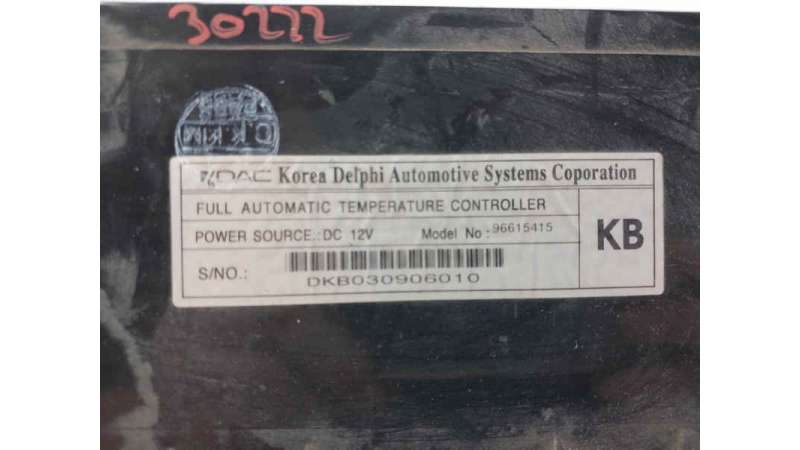 30222
KDAC Korea Delphi Automotive Systems Coporation
FULL AUTOMATIC TEMPERATURE CONTROLLER
POWER SOURCE.: DC 12V Model No : 96615415
KB
S/NO.:
DKB030906010